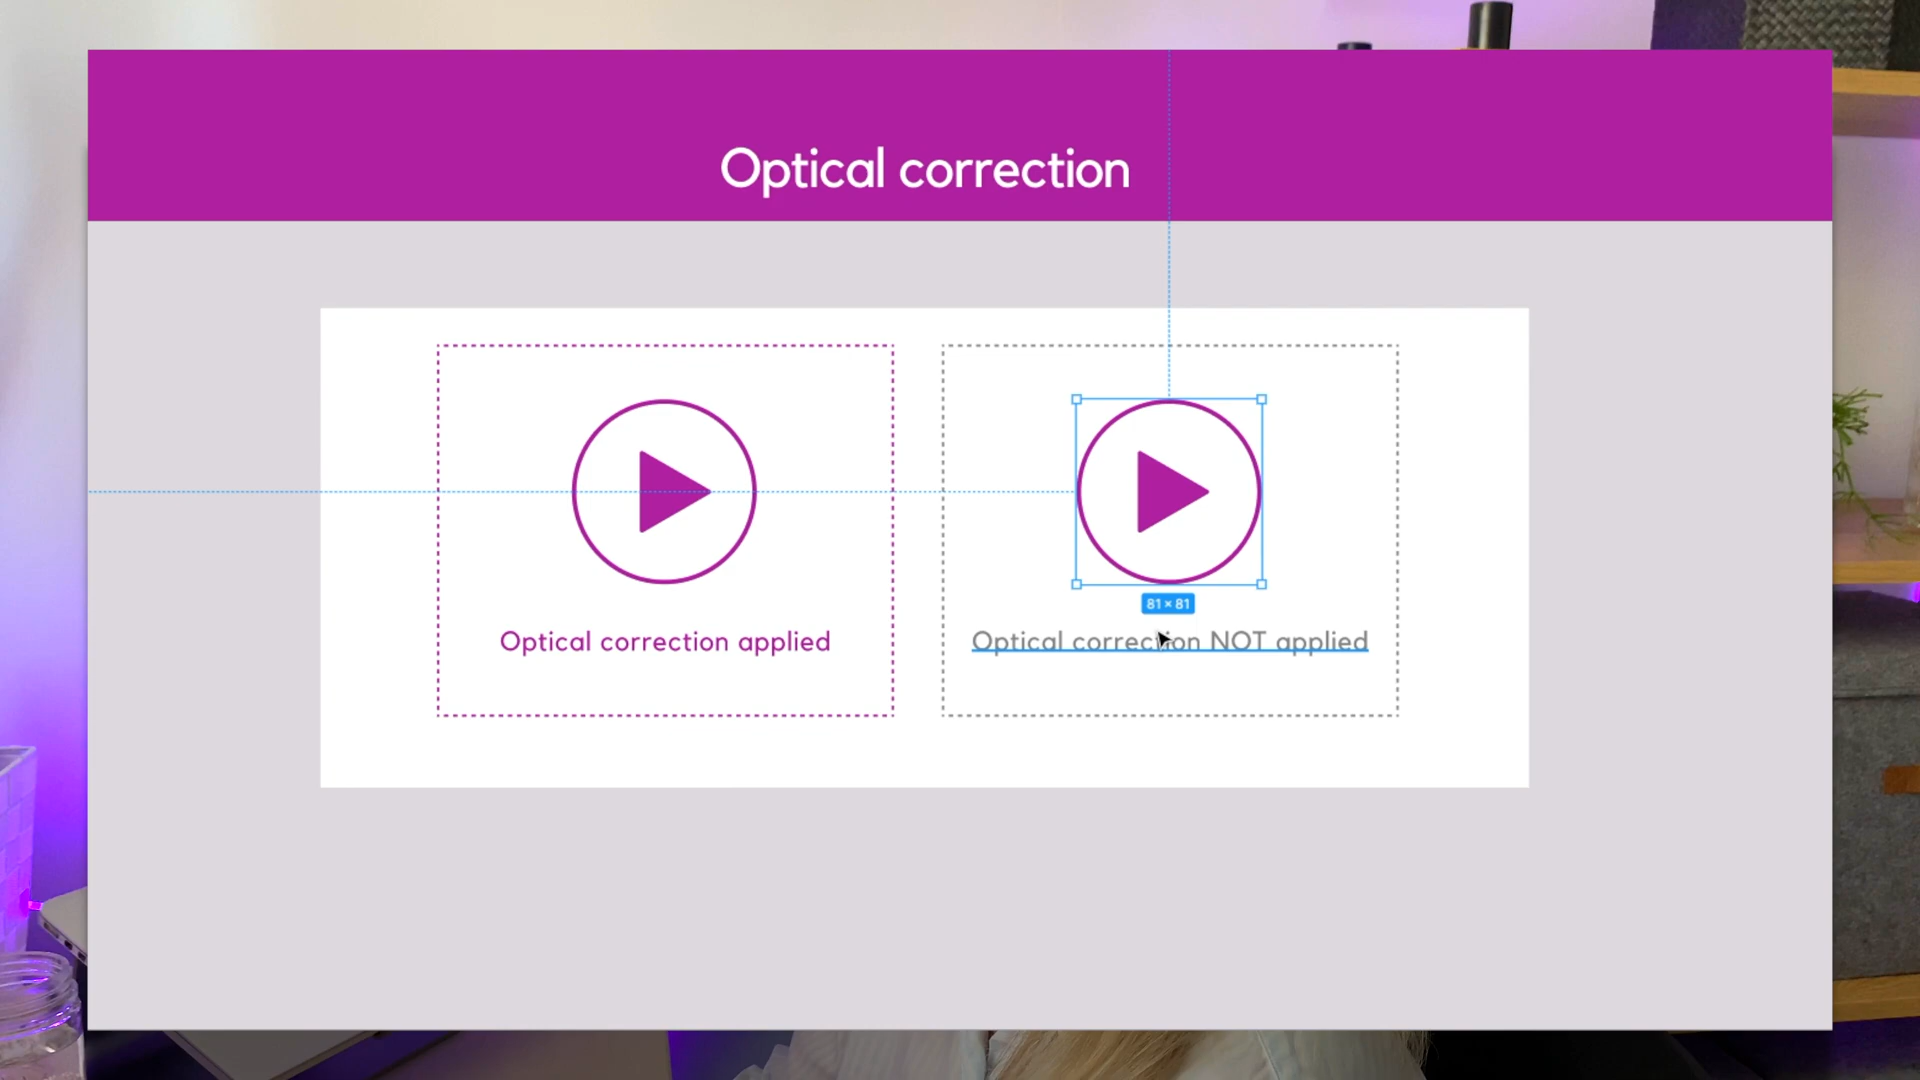 Optical correction
Optical correction applied
Optical correction NOT applied
81 × 81